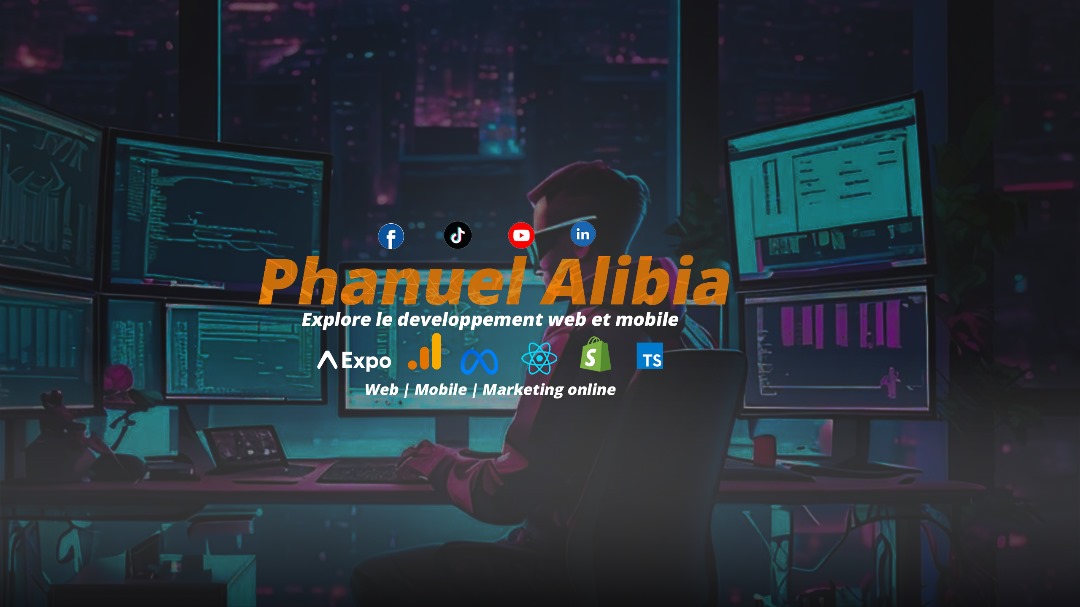 Phanuel Alibia
Explore le developpement web et mobile
Expo
S
TS
Web | Mobile | Marketing online